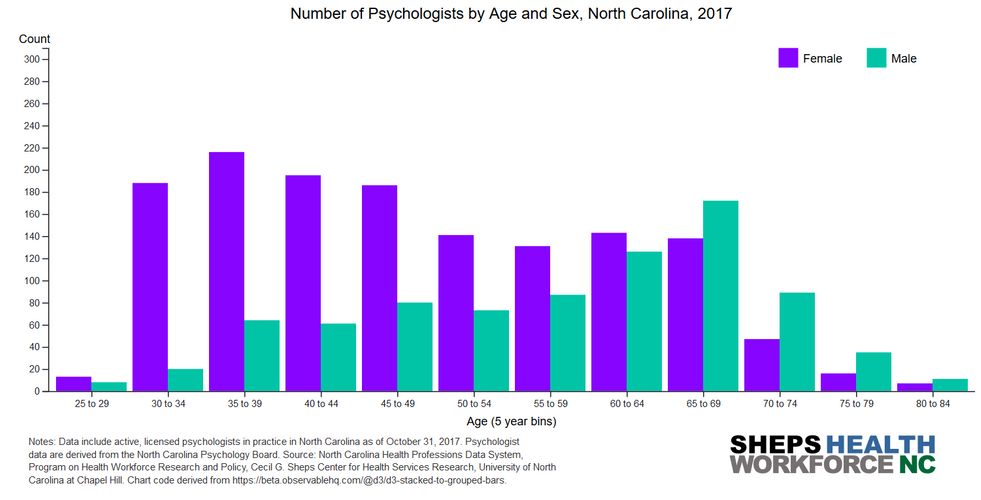 Number of Psychologists by Age and Sex, North Carolina, 2017
Count
Female
Male
300
280
260
240
220
200
180
160
140
120
100
80
60
40
20
0
25 to 29
30 to 34
35 to 39
40 to 44
45 to 49
50 to 54
55 to 59
60 to 64
65 to 69
70 to 74
75 to 79
80 to 84
Age (5 year bins)
Notes: Data include active, licensed psychologists in practice in North Carolina as of October 31, 2017. Psychologist
data are derived from the North Carolina Psychology Board. Source: North Carolina Health Professions Data System,
Program on Health Workforce Research and Policy, Cecil G. Sheps Center for Health Services Research, University of North
Carolina at Chapel Hill. Chart code derived from https://beta.observablehq.com/@d3/d3-stacked-to-grouped-bars.
SHEPS HEALTH
WORKFORCE NC